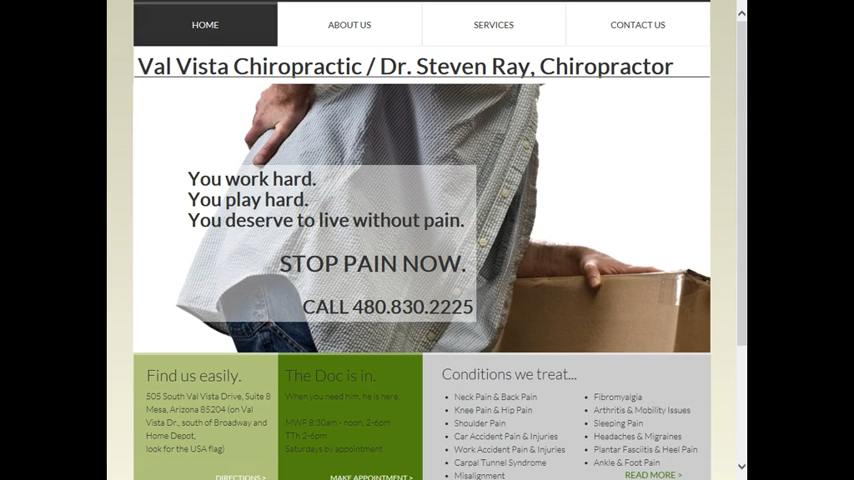 HOME
ABOUT US
SERVICES
CONTACT US
Val Vista Chiropractic / Dr. Steven Ray, Chiropractor
You work hard.
You play hard.
You deserve to live without pain.
STOP PAIN NOW.
CALL 480.830.2225
Find us easily.
505 South Val Vista Drive, Suite 8
Mesa, Arizona 85204 (on Val
Vista Dr., south of Broadway and
Home Depot,
look for the USA flag)
DIRECTIONS >
The Doc is in.
When you need him, he is here.
MWF 8:30am - noon, 2-6pm
TTh 2-6pm
Saturdays by appointment
MAKE APPOINTMENT >
Conditions we treat...
Neck Pain & Back Pain
Knee Pain & Hip Pain
Shoulder Pain
Car Accident Pain & Injuries
Work Accident Pain & Injuries
Carpal Tunnel Syndrome
Misalignment
Fibromyalgia
Arthritis & Mobility Issues
Sleeping Pain
Headaches & Migraines
Plantar Fasciitis & Heel Pain
Ankle & Foot Pain
READ MORE >